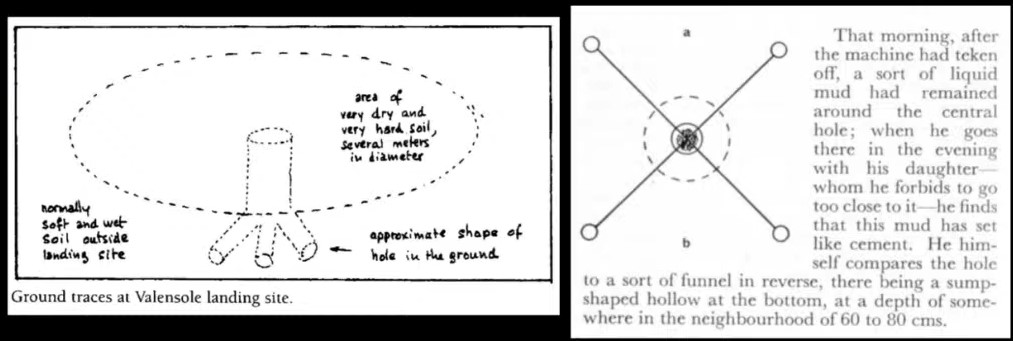 area of
very dry and
very hard soil,
several meters
in diameter
normally
soft and wet
soil outside
landing site
approximate shape of
hole in the ground
Ground traces at Valensole landing site.
a
b
That morning, after
the machine had teken
off, a sort of liquid
mud had remained
around the central
hole; when he goes
there in the evening
with his daughter—
whom he forbids to go
too close to it—he finds
that this mud has set
like cement. He him-
self compares the hole
to a sort of funnel in reverse, there being a sump-
shaped hollow at the bottom, at a depth of some-
where in the neighbourhood of 60 to 80 cms.